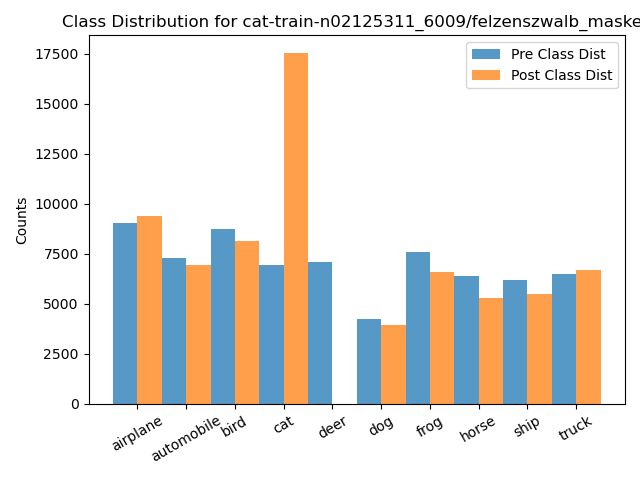 Class Distribution for cat-train-n02125311_6009/felzenszwalb_maske
Pre Class Dist
Post Class Dist
17500
15000
12500
10000
7500
5000
2500
0
Counts
airplane
automobile
bird
cat
deer
dog
frog
horse
ship
truck